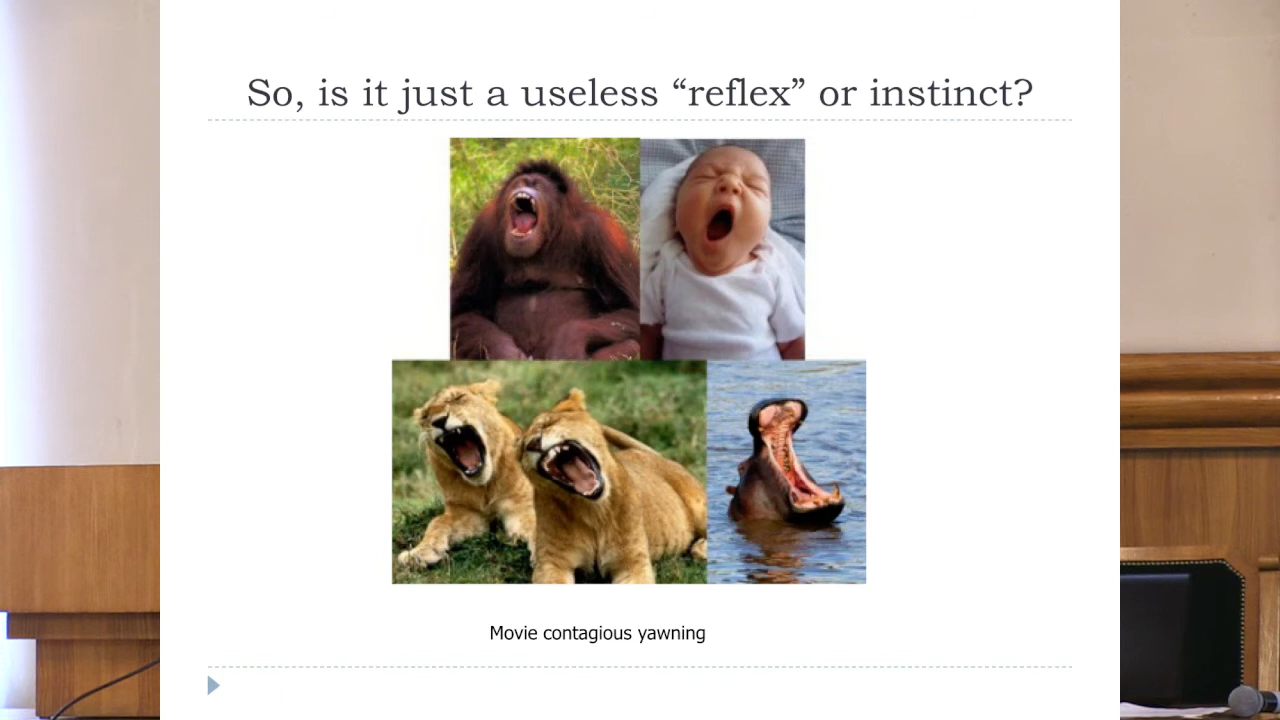 So, is it just a useless “reflex” or instinct?
Movie contagious yawning